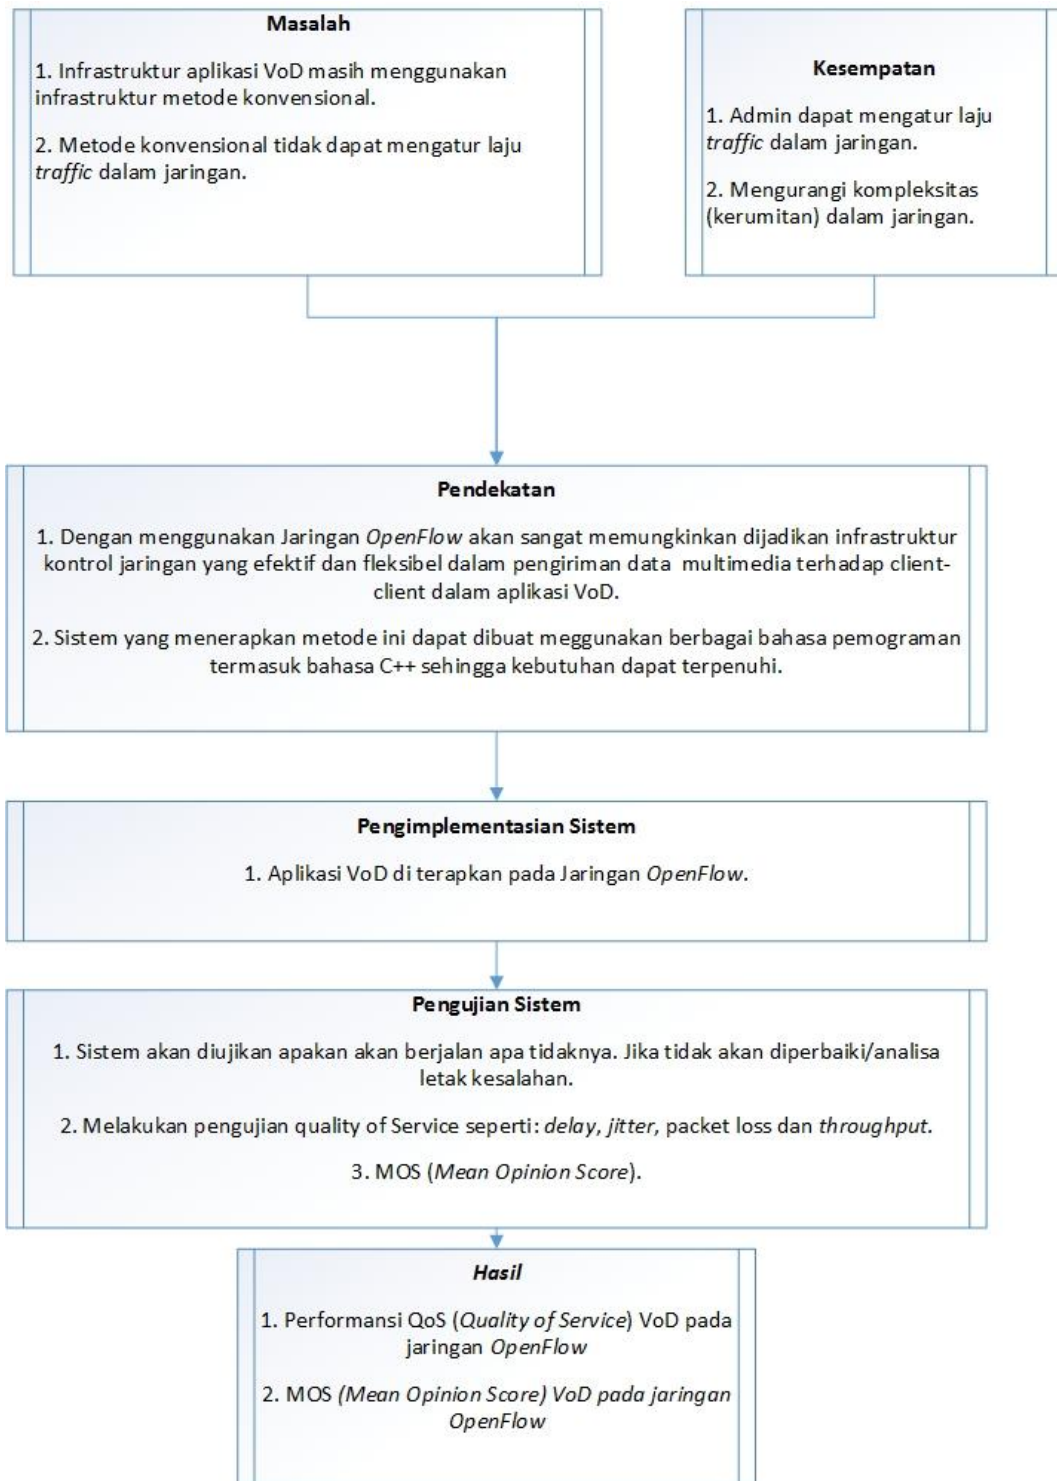 Masalah
1. Infrastruktur aplikasi VoD masih menggunakan
infrastruktur metode konvensional.
2. Metode konvensional tidak dapat mengatur laju
traffic dalam jaringan.
Kesempatan
1. Admin dapat mengatur laju
traffic dalam jaringan.
2. Mengurangi kompleksitas
(kerumitan) dalam jaringan.
Pendekatan
1. Dengan menggunakan Jaringan OpenFlow akan sangat memungkinkan dijadikan infrastruktur
kontrol jaringan yang efektif dan fleksibel dalam pengiriman data multimedia terhadap client-
client dalam aplikasi VoD.
2. Sistem yang menerapkan metode ini dapat dibuat meggunakan berbagai bahasa pemograman
termasuk bahasa C++ sehingga kebutuhan dapat terpenuhi.
Pengimplementasian Sistem
1. Aplikasi VoD di terapkan pada Jaringan OpenFlow.
Pengujian Sistem
1. Sistem akan diujikan apakan akan berjalan apa tidaknya. Jika tidak akan diperbaiki/analisa
letak kesalahan.
2. Melakukan pengujian quality of Service seperti: delay, jitter, packet loss dan throughput.
3. MOS (Mean Opinion Score).
Hasil
1. Performansi QoS (Quality of Service) VoD pada
jaringan OpenFlow
2. MOS (Mean Opinion Score) VoD pada jaringan
OpenFlow